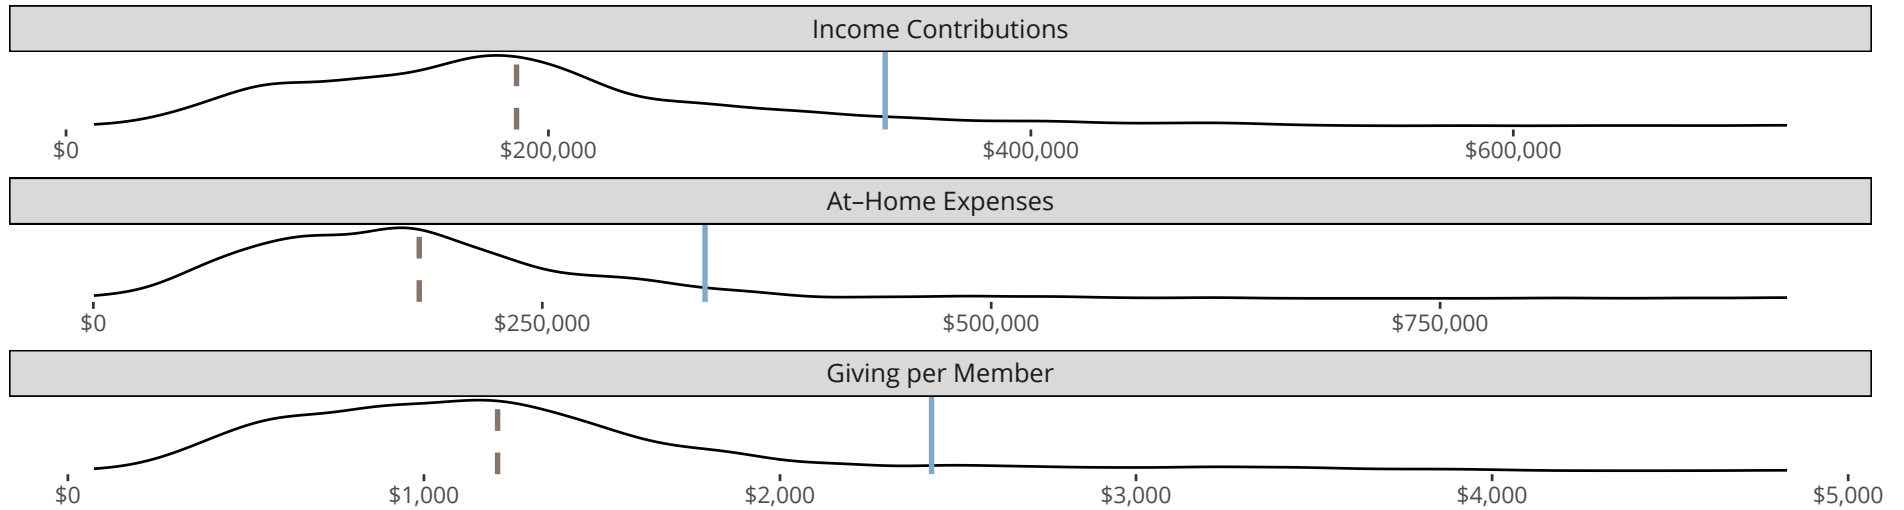 Income Contributions
$0 $200,000 $400,000 $600,000
At–Home Expenses
$0 $250,000 $500,000 $750,000
Giving per Member
$0 $1,000 $2,000 $3,000 $4,000 $5,000